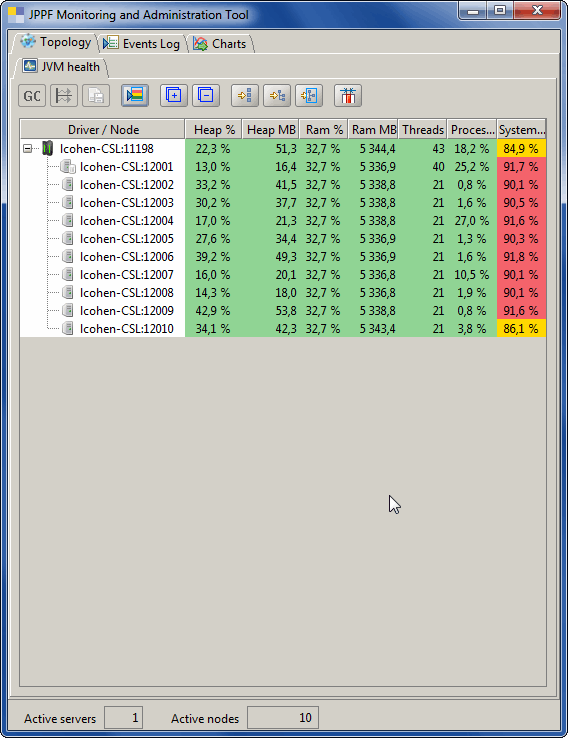 JPPF Monitoring and Administration Tool
Topology Events Log Charts
JVM health
GC
Driver / Node Heap % Heap MB Ram % Ram MB Threads Proces... System...
lcohen-CSL:11198 22,3 % 51,3 32,7 % 5 344,4 43 18,2 % 84,9 %
lcohen-CSL:12001 13,0 % 16,4 32,7 % 5 336,9 40 25,2 % 91,7 %
lcohen-CSL:12002 33,2 % 41,5 32,7 % 5 338,8 21 0,8 % 90,1 %
lcohen-CSL:12003 30,2 % 37,7 32,7 % 5 338,8 21 1,6 % 90,5 %
lcohen-CSL:12004 17,0 % 21,3 32,7 % 5 338,8 21 27,0 % 91,6 %
lcohen-CSL:12005 27,6 % 34,4 32,7 % 5 336,9 21 1,3 % 90,3 %
lcohen-CSL:12006 39,2 % 49,3 32,7 % 5 336,9 21 1,6 % 91,8 %
lcohen-CSL:12007 16,0 % 20,1 32,7 % 5 336,8 21 10,5 % 90,1 %
lcohen-CSL:12008 14,3 % 18,0 32,7 % 5 336,8 21 1,9 % 90,1 %
lcohen-CSL:12009 42,9 % 53,8 32,7 % 5 338,8 21 0,8 % 91,6 %
lcohen-CSL:12010 34,1 % 42,3 32,7 % 5 343,4 21 3,8 % 86,1 %
Active servers 1 Active nodes 10